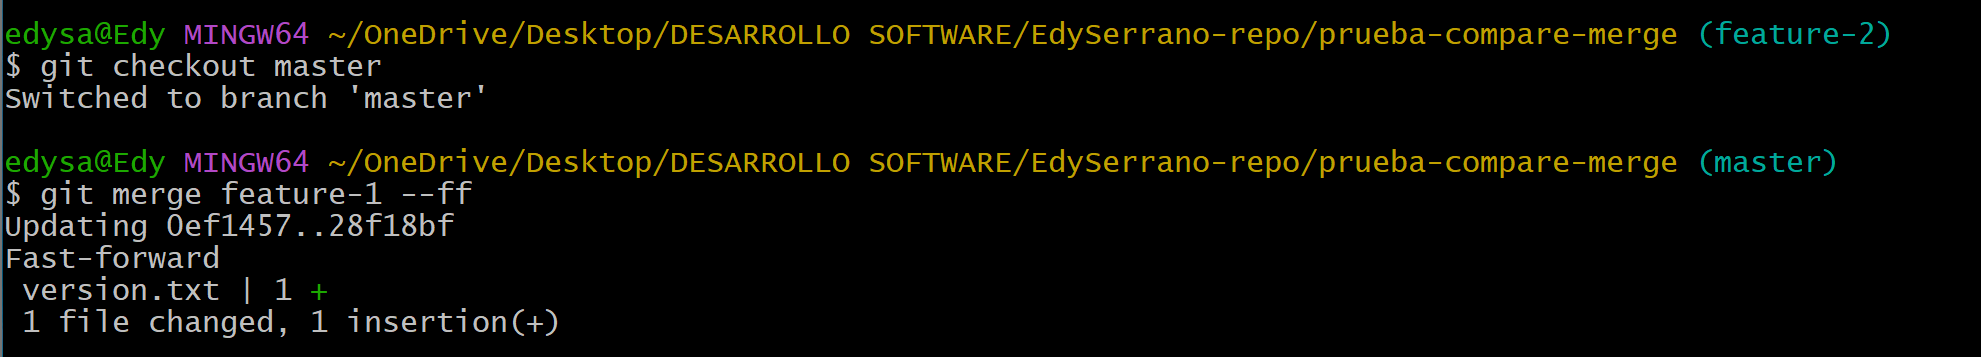 edysa@Edy MINGW64 ~/OneDrive/Desktop/DESARROLLO SOFTWARE/EdySerrano-repo/prueba-compare-merge (feature-2)
$ git checkout master
Switched to branch 'master'
edysa@Edy MINGW64 ~/OneDrive/Desktop/DESARROLLO SOFTWARE/EdySerrano-repo/prueba-compare-merge (master)
$ git merge feature-1 --ff
Updating 0ef1457..28f18bf
Fast-forward
 version.txt | 1 +
 1 file changed, 1 insertion(+)